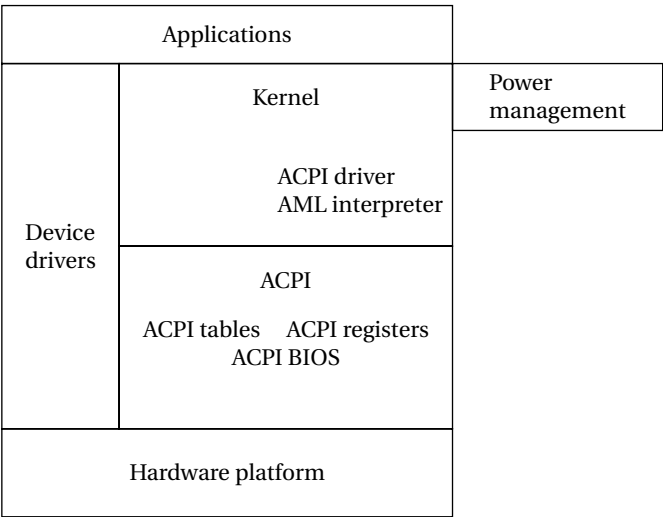 Applications
Kernel
Power
management
ACPI driver
AML interpreter
Device
drivers
ACPI
ACPI tables ACPI registers
ACPI BIOS
Hardware platform